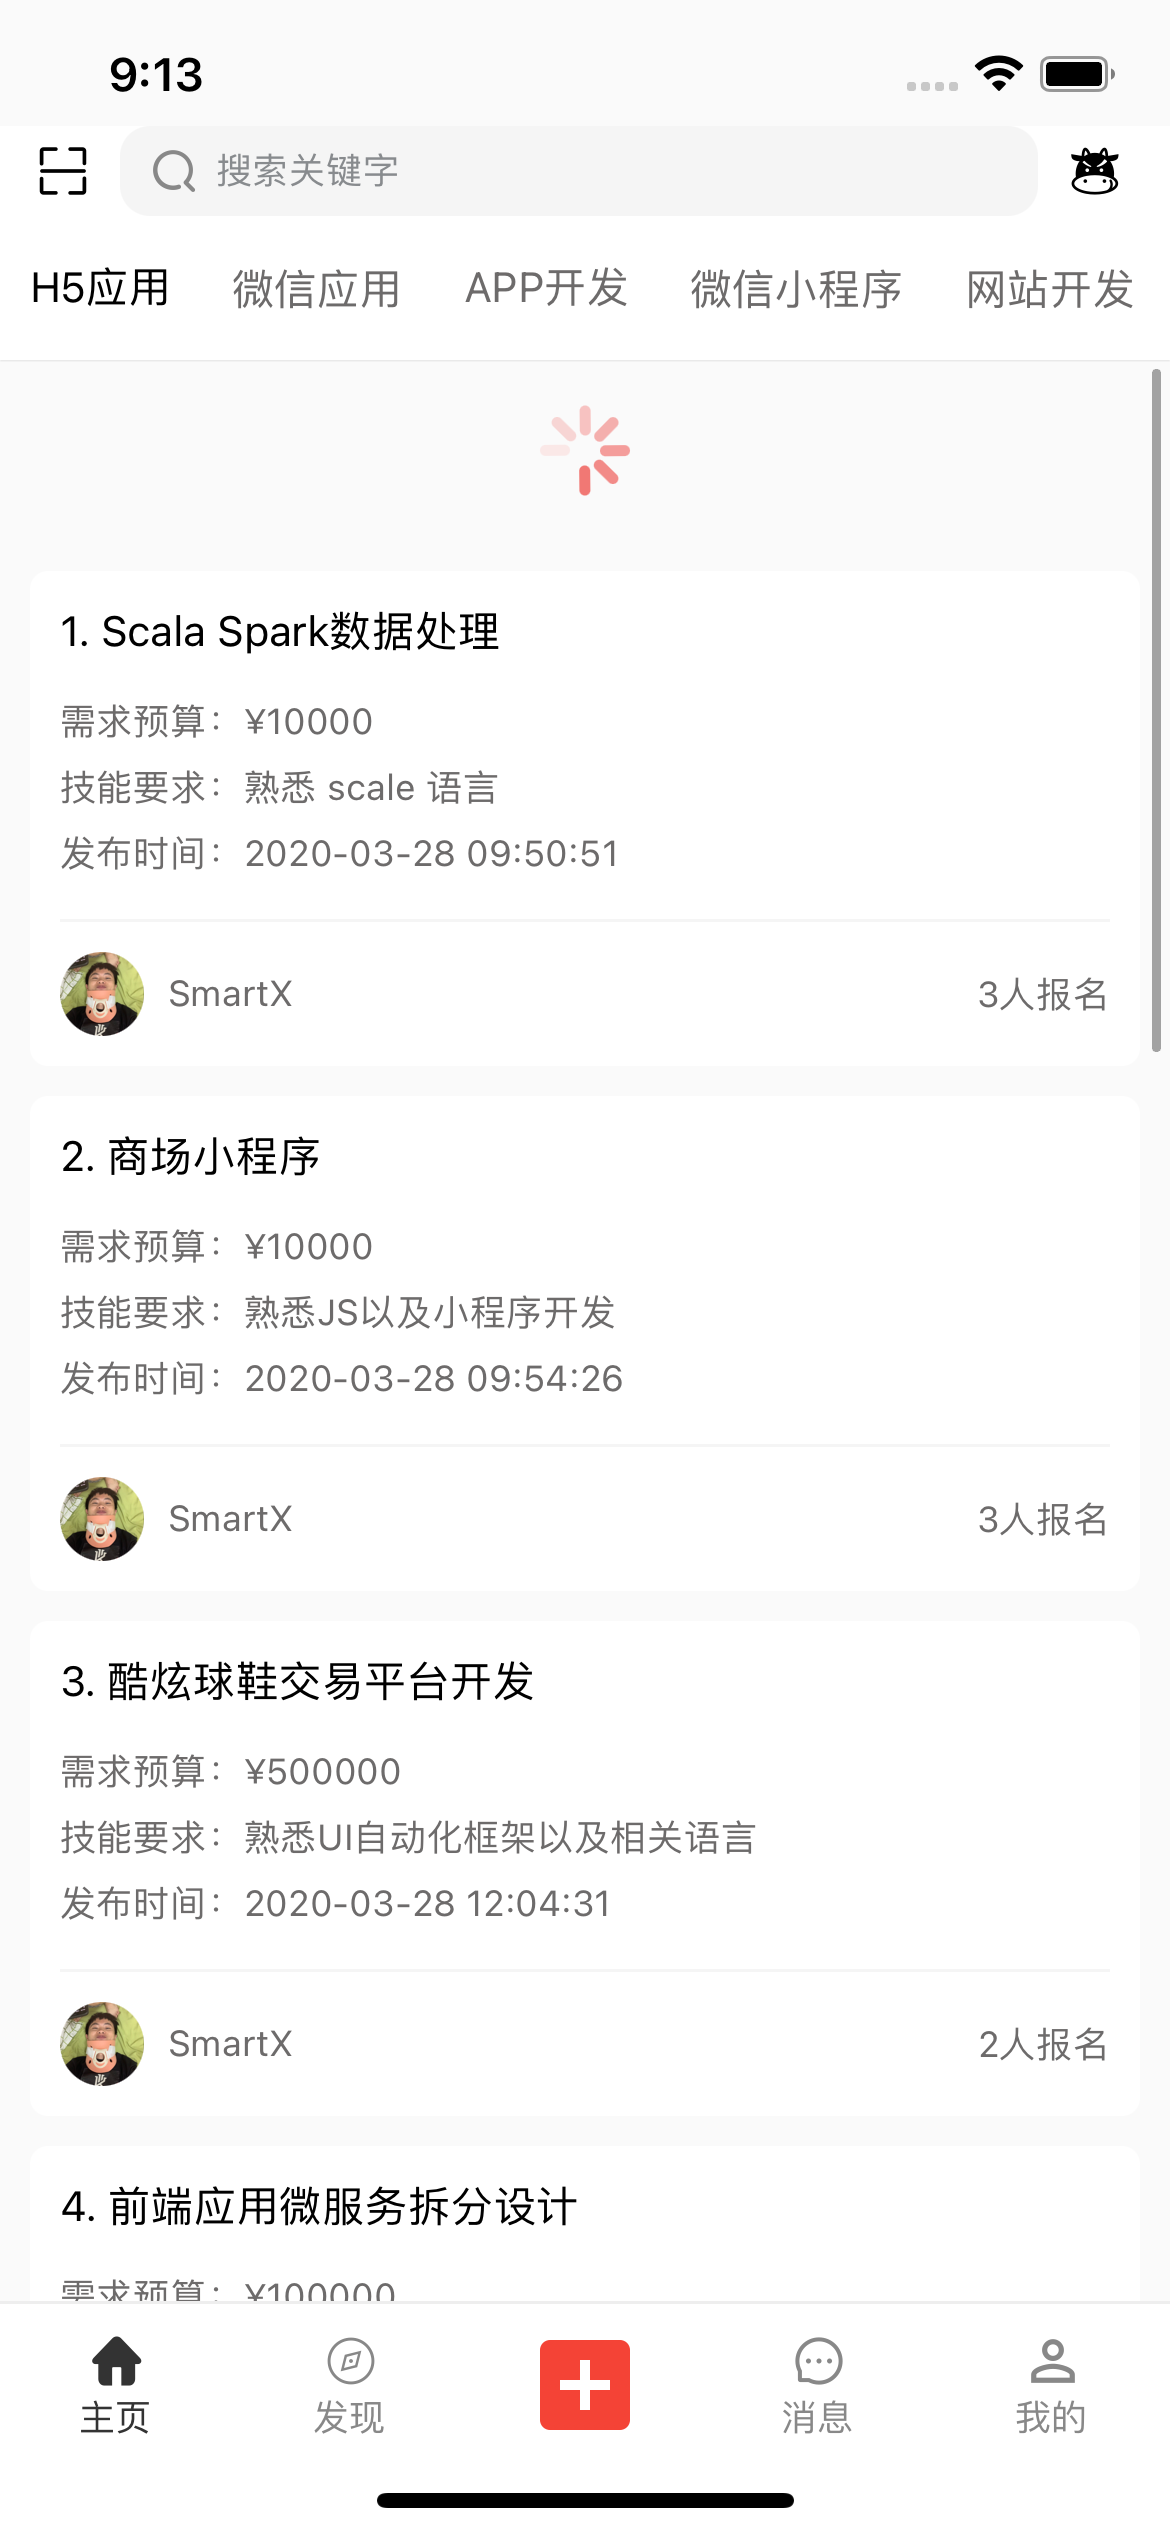 9:13
搜索关键字
H5应用 微信应用 APP开发 微信小程序 网站开发
1. Scala Spark数据处理
需求预算：¥10000
技能要求：熟悉 scale 语言
发布时间：2020-03-28 09:50:51
SmartX 3人报名
2. 商场小程序
需求预算：¥10000
技能要求：熟悉JS以及小程序开发
发布时间：2020-03-28 09:54:26
SmartX 3人报名
3. 酷炫球鞋交易平台开发
需求预算：¥500000
技能要求：熟悉UI自动化框架以及相关语言
发布时间：2020-03-28 12:04:31
SmartX 2人报名
4. 前端应用微服务拆分设计
需求预算：¥100000
主页 发现 消息 我的